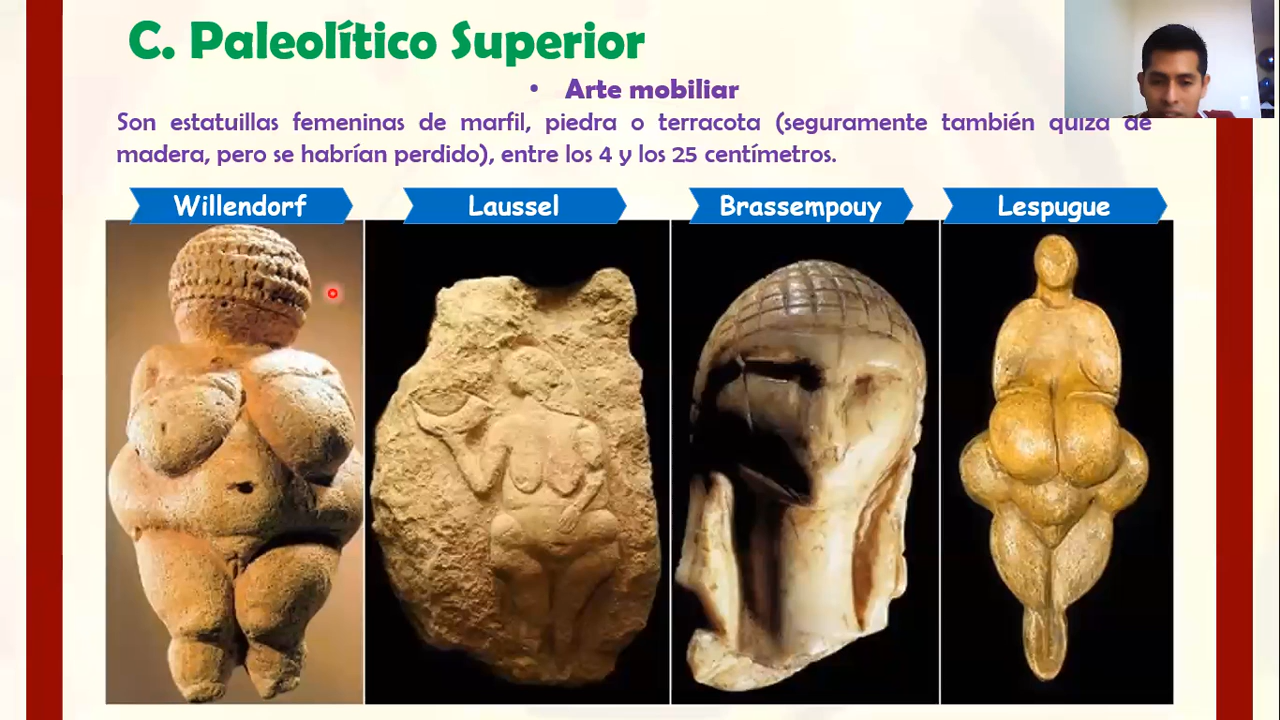 C. Paleolítico Superior
• Arte mobiliar
Son estatuillas femeninas de marfil, piedra o terracota (seguramente también quizá de
madera, pero se habrían perdido), entre los 4 y los 25 centímetros.
Willendorf Laussel Brassempouy Lespugue